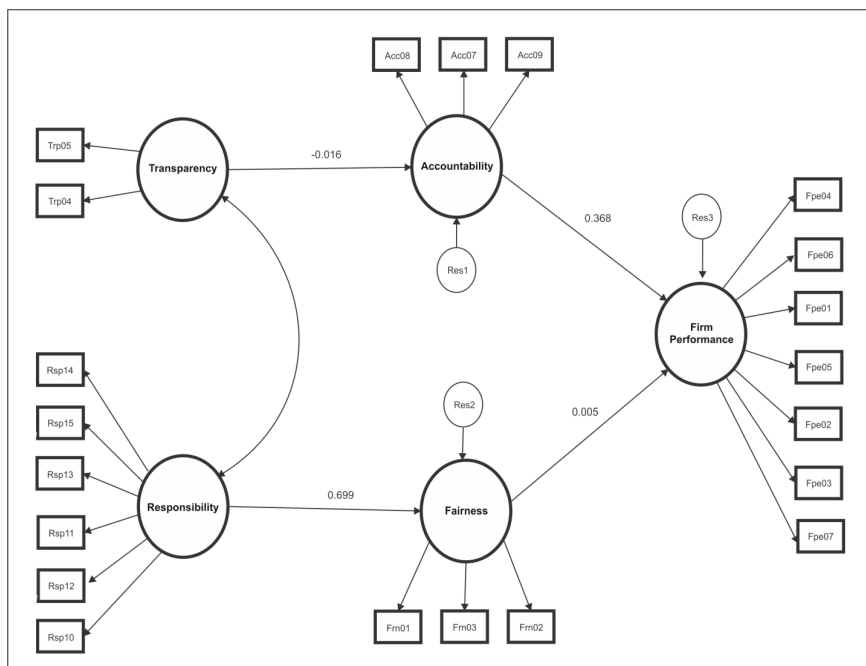 Acc08
Acc07
Acc09
Trp05
Trp04
Transparency
-0.016
Accountability
Res1
0.368
Res3
Fpe04
Fpe06
Fpe01
Fpe05
Fpe02
Fpe03
Fpe07
Firm
Performance
Rsp14
Rsp15
Rsp13
Rsp11
Rsp12
Rsp10
Responsibility
0.699
Res2
Fairness
0.005
Frn01
Frn03
Frn02